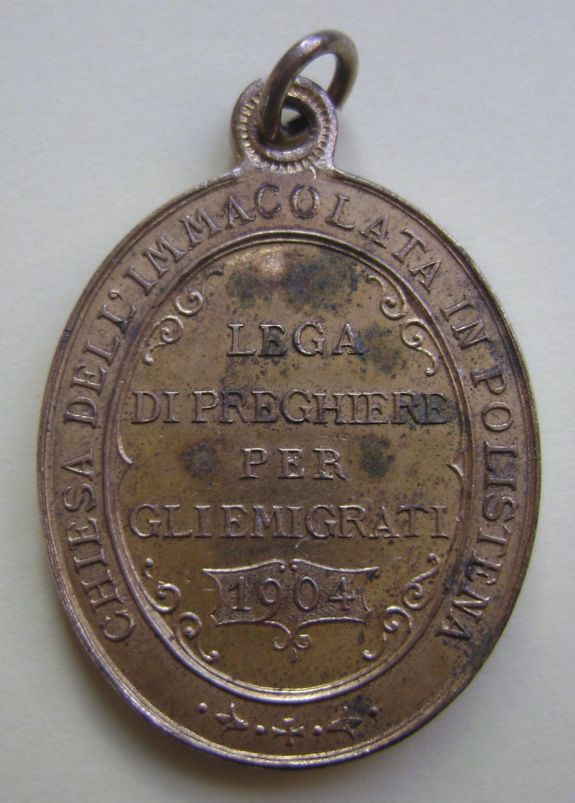 CHIESA DELL'IMMACOLATA IN POLISTENA
LEGA
DI PREGHIERE
PER
GLI EMIGRATI
1904